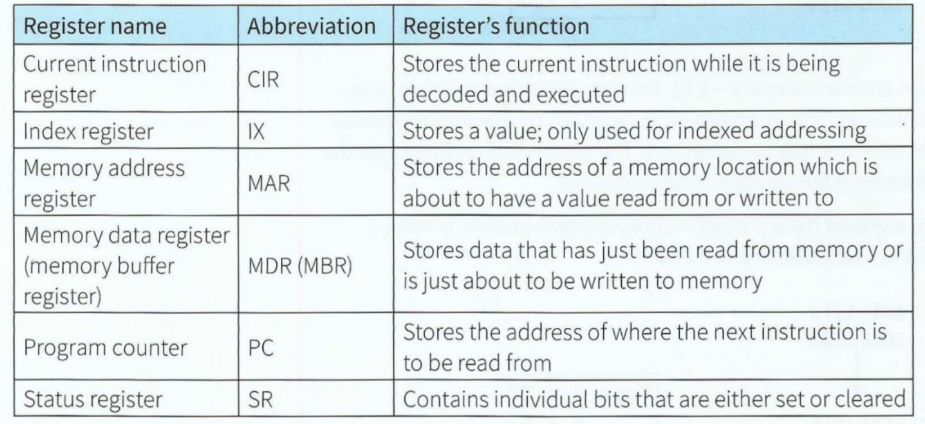 Register name Abbreviation Register's function
Current instruction
register
CIR
Stores the current instruction while it is being
decoded and executed
Index register IX Stores a value; only used for indexed addressing
Memory address
register
MAR
Stores the address of a memory location which is
about to have a value read from or written to
Memory data register
(memory buffer
register)
MDR (MBR)
Stores data that has just been read from memory or
is just about to be written to memory
Program counter PC
Stores the address of where the next instruction is
to be read from
Status register SR Contains individual bits that are either set or cleared